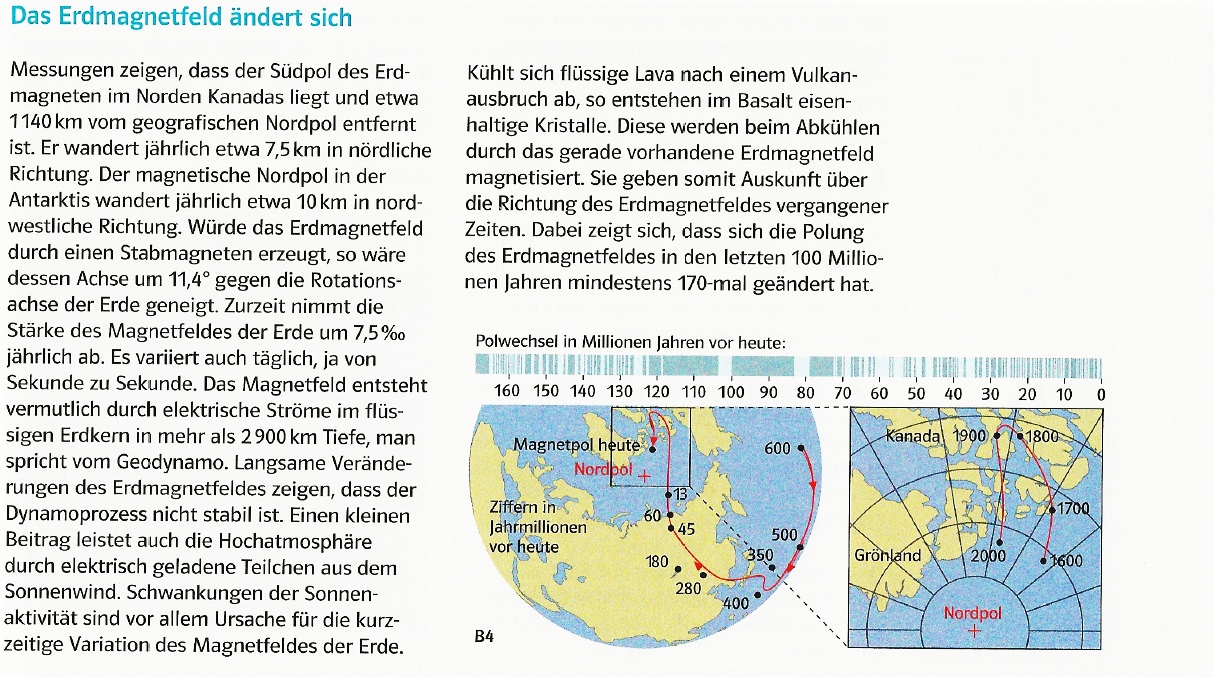 Das Erdmagnetfeld ändert sich
Messungen zeigen, dass der Südpol des Erd-
magneten im Norden Kanadas liegt und etwa
1140 km vom geografischen Nordpol entfernt
ist. Er wandert jährlich etwa 7,5 km in nördliche
Richtung. Der magnetische Nordpol in der
Antarktis wandert jährlich etwa 10 km in nord-
westliche Richtung. Würde das Erdmagnetfeld
durch einen Stabmagneten erzeugt, so wäre
dessen Achse um 11,4° gegen die Rotations-
achse der Erde geneigt. Zurzeit nimmt die
Stärke des Magnetfeldes der Erde um 7,5 ‰
jährlich ab. Es variiert auch täglich, ja von
Sekunde zu Sekunde. Das Magnetfeld entsteht
vermutlich durch elektrische Ströme im flüs-
sigen Erdkern in mehr als 2900 km Tiefe, man
spricht vom Geodynamo. Langsame Verände-
rungen des Erdmagnetfeldes zeigen, dass der
Dynamoprozess nicht stabil ist. Einen kleinen
Beitrag leistet auch die Hochatmosphäre
durch elektrisch geladene Teilchen aus dem
Sonnenwind. Schwankungen der Sonnen-
aktivität sind vor allem Ursache für die kurz-
zeitige Variation des Magnetfeldes der Erde.
Kühlt sich flüssige Lava nach einem Vulkan-
ausbruch ab, so entstehen im Basalt eisen-
haltige Kristalle. Diese werden beim Abkühlen
durch das gerade vorhandene Erdmagnetfeld
magnetisiert. Sie geben somit Auskunft über
die Richtung des Erdmagnetfeldes vergangener
Zeiten. Dabei zeigt sich, dass sich die Polung
des Erdmagnetfeldes in den letzten 100 Millio-
nen Jahren mindestens 170-mal geändert hat.
Polwechsel in Millionen Jahren vor heute:
160 150 140 130 120 110 100 90 80 70 60 50 40 30 20 10 0
Magnetpol heute
Nordpol
600
13
60
45
Ziffern in
Jahrmillionen
vor heute
500
350
180
280
400
B4
Kanada 1900 1800
1700
Grönland 2000 1600
Nordpol